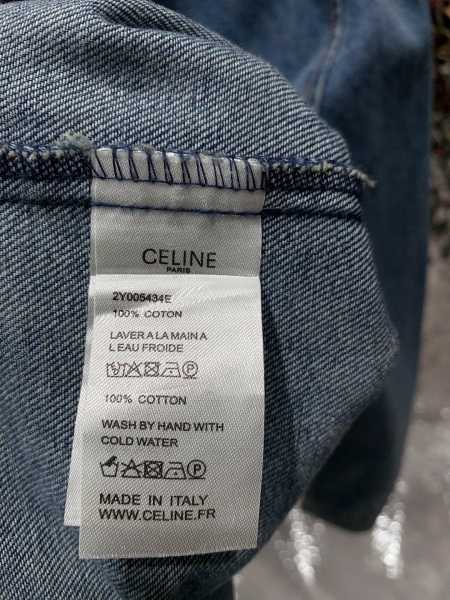 CELINE
PARIS
2Y005434E
100% COTON
LAVER A LA MAIN A
L EAU FROIDE
100% COTTON
WASH BY HAND WITH
COLD WATER
MADE IN ITALY
WWW.CELINE.FR